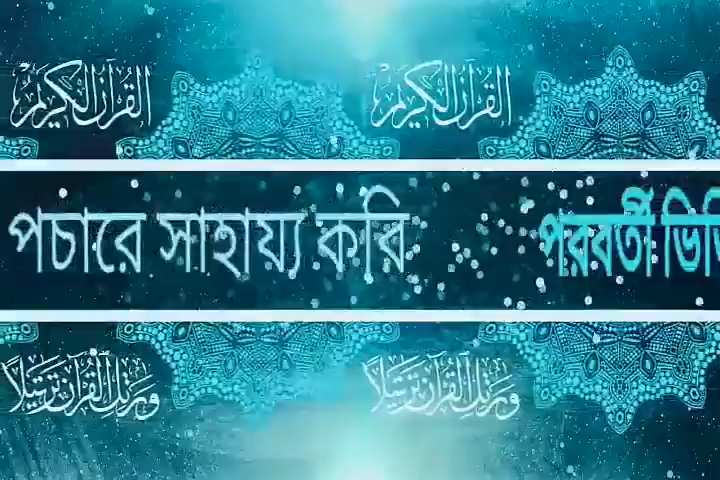 القرآن الكريم القرآن الكريم
পচারে সাহায্য করি পরবর্তী
ورتل القرآن ترتيلاً ورتل القرآن ترتيلاً